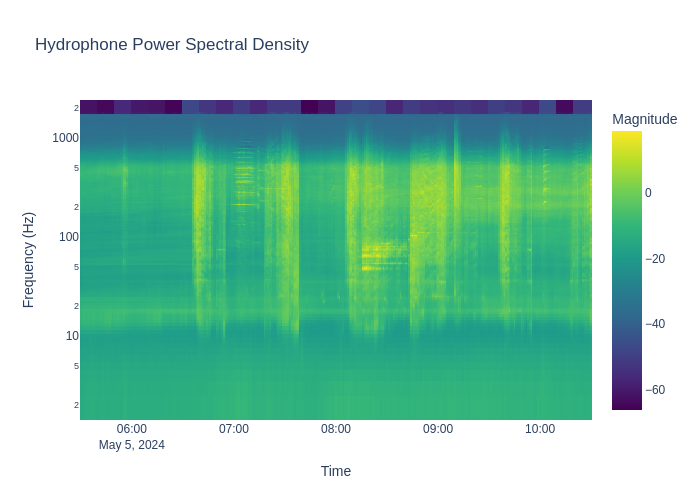 Hydrophone Power Spectral Density
Magnitude
2
1000
5
2
100
5
2
10
5
2
Frequency (Hz)
0
−20
−40
−60
06:00 07:00 08:00 09:00 10:00
May 5, 2024
Time